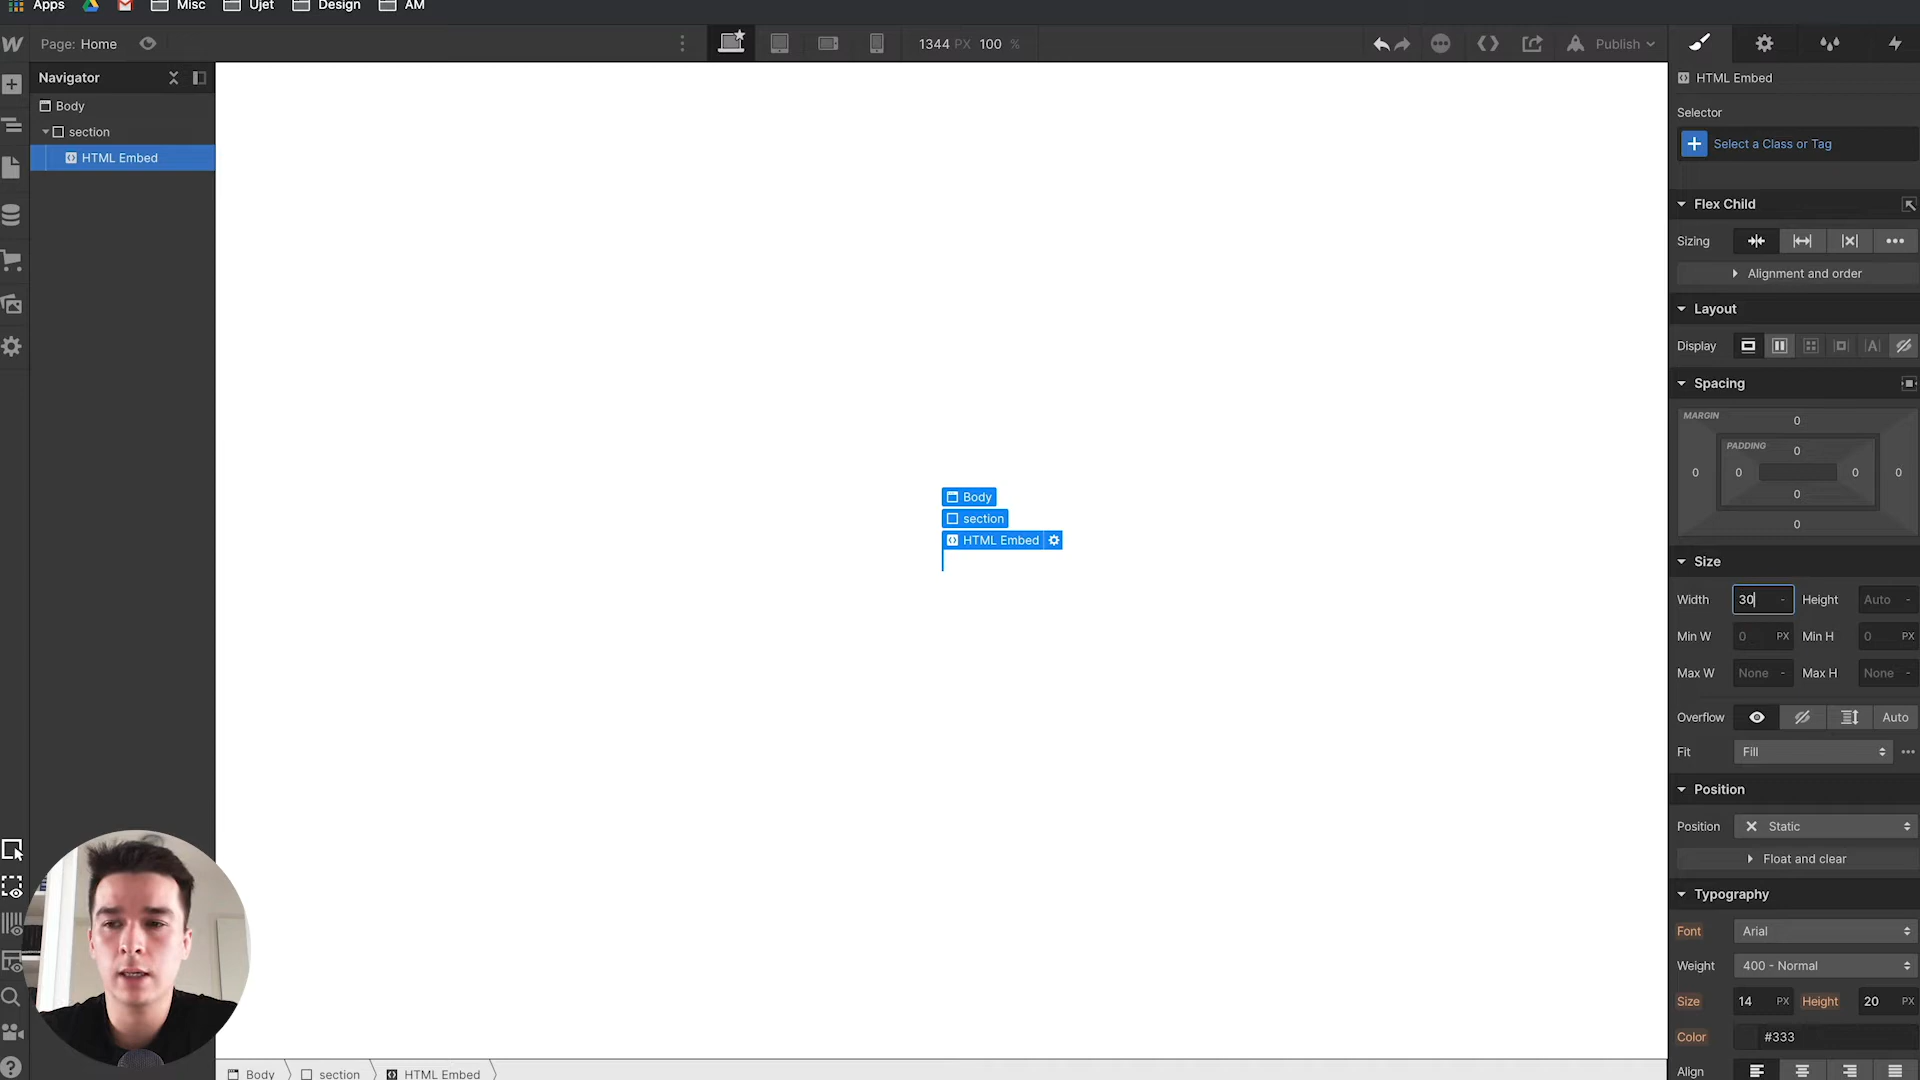 Apps
Misc
Ujet
Design
AM
Page: Home
1344 PX 100 %
Publish
Navigator
HTML Embed
Body
Selector
section
Select a Class or Tag
HTML Embed
Flex Child
Sizing
Alignment and order
Layout
Display
Spacing
MARGIN
0
PADDING
0
0 0 0 0
0
0
Body
section
HTML Embed
Size
Width 30 - Height Auto -
Min W 0 PX Min H 0 PX
Max W None - Max H None -
Overflow Auto
Fit Fill
Position
Position Static
Float and clear
Typography
Font Arial
Weight 400 - Normal
Size 14 PX Height 20 PX
Color #333
Align
Body section HTML Embed